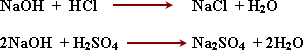 NaOH + HCl ⟶ NaCl + H₂O
2NaOH + H₂SO₄ ⟶ Na₂SO₄ + 2H₂O